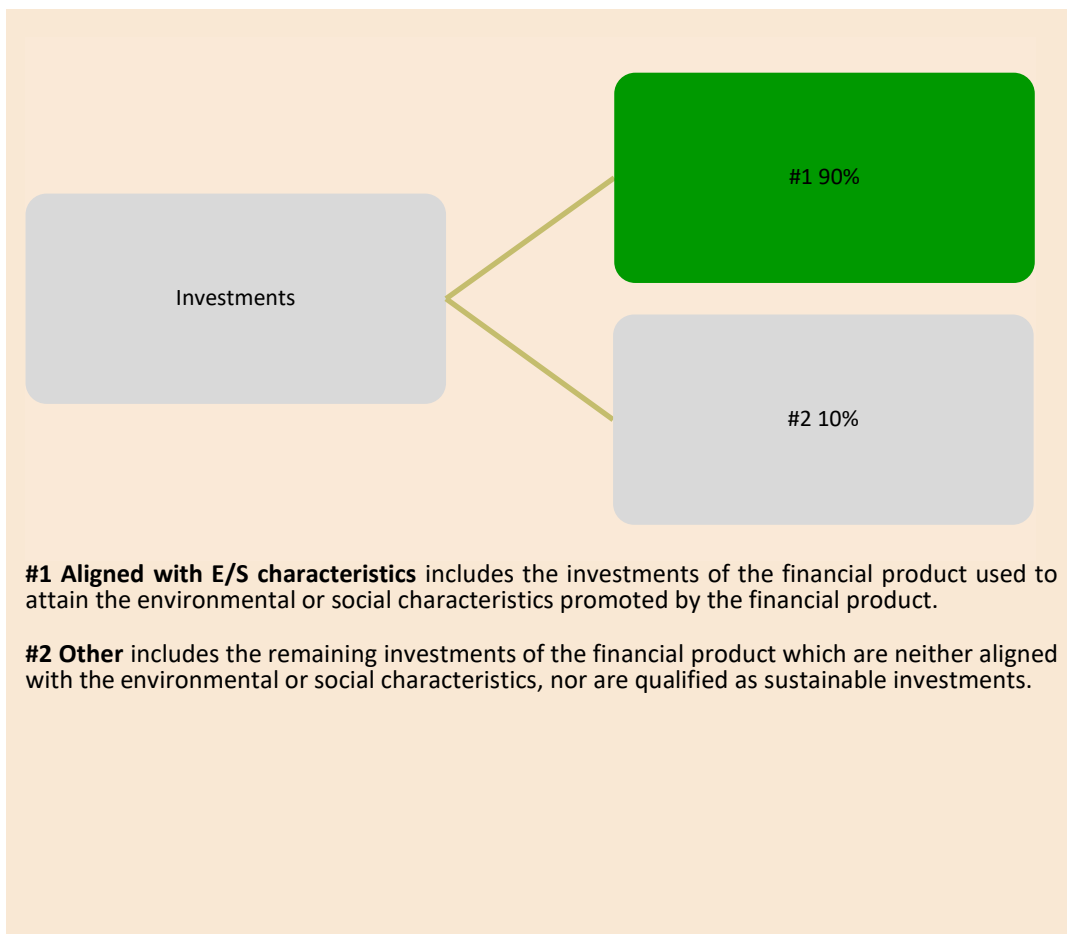 #1 90%
Investments
#2 10%
#1 Aligned with E/S characteristics includes the investments of the financial product used to
attain the environmental or social characteristics promoted by the financial product.
#2 Other includes the remaining investments of the financial product which are neither aligned
with the environmental or social characteristics, nor are qualified as sustainable investments.